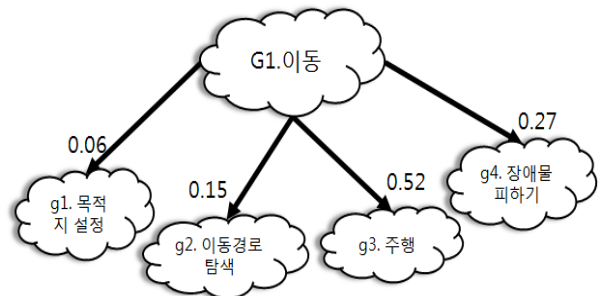 G1.이동
0.06
0.15
0.52
0.27
g1. 목적
지 설정
g2. 이동경로
탐색
g3. 주행
g4. 장애물
피하기